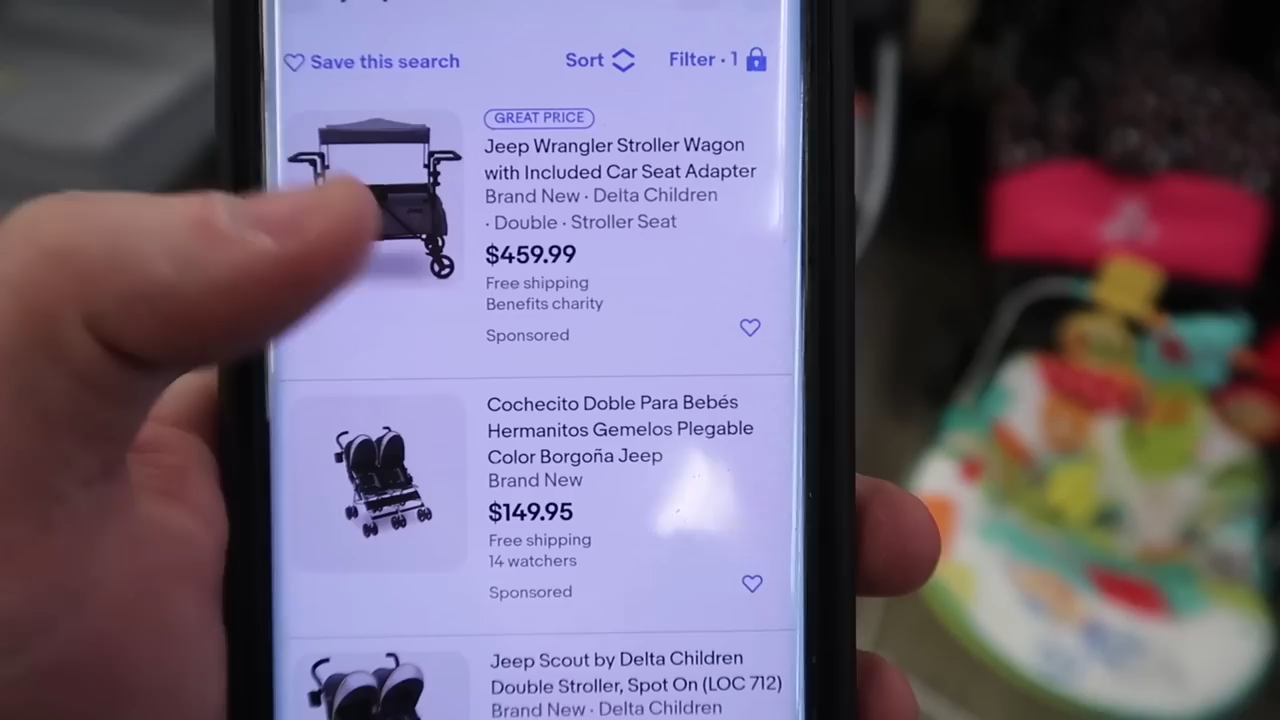 Save this search
Sort
Filter · 1
GREAT PRICE
Jeep Wrangler Stroller Wagon
with Included Car Seat Adapter
Brand New · Delta Children
· Double · Stroller Seat
$459.99
Free shipping
Benefits charity
Sponsored
Cochecito Doble Para Bebés
Hermanitos Gemelos Plegable
Color Borgoña Jeep
Brand New
$149.95
Free shipping
14 watchers
Sponsored
Jeep Scout by Delta Children
Double Stroller, Spot On (LOC 712)
Brand New · Delta Children